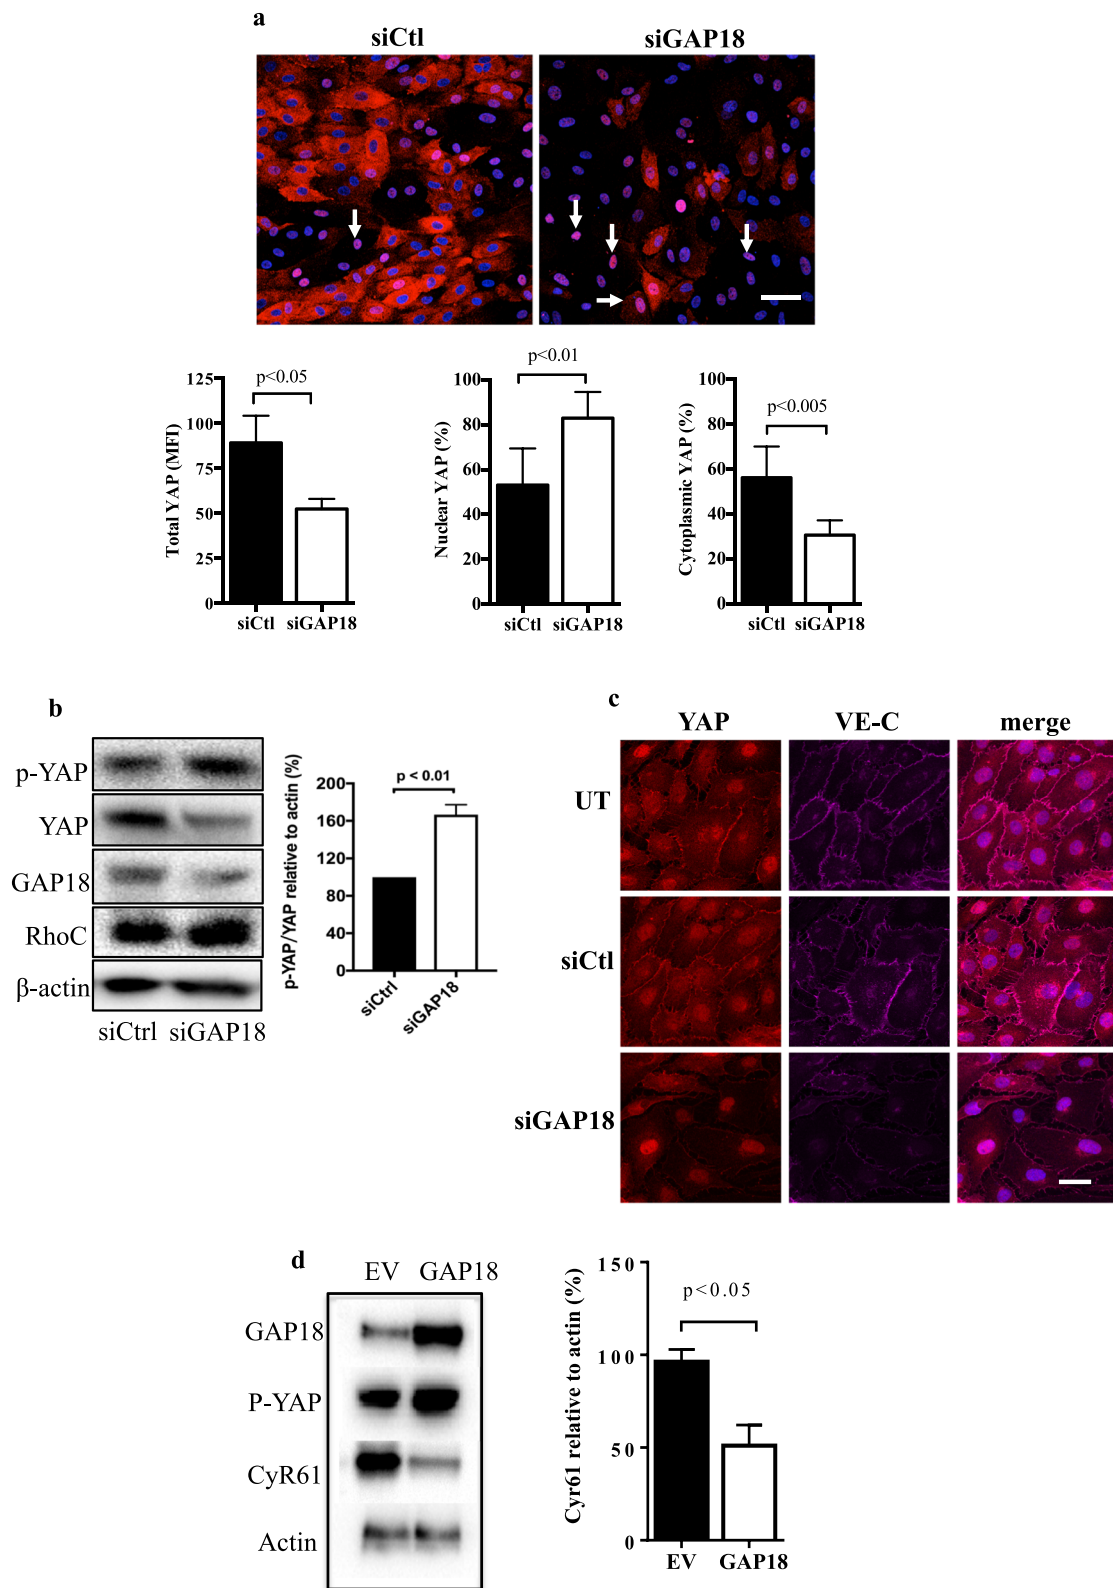 a
siCtl siGAP18
p<0.05
Total YAP (MFI)
125
100
75
50
25
0
siCtl siGAP18
p<0.01
Nuclear YAP (%)
100
80
60
40
20
0
siCtl siGAP18
p<0.005
Cytoplasmic YAP (%)
100
80
60
40
20
0
siCtl siGAP18
b
p-YAP
YAP
GAP18
RhoC
β-actin
siCtrl siGAP18
p < 0.01
p-YAP/YAP relative to actin (%)
200
160
120
80
40
0
siCtrl
siGAP18
c
YAP VE-C merge
UT
siCtl
siGAP18
d
EV GAP18
GAP18
P-YAP
CyR61
Actin
p<0.05
Cyr61 relative to actin (%)
150
100
50
0
EV GAP18